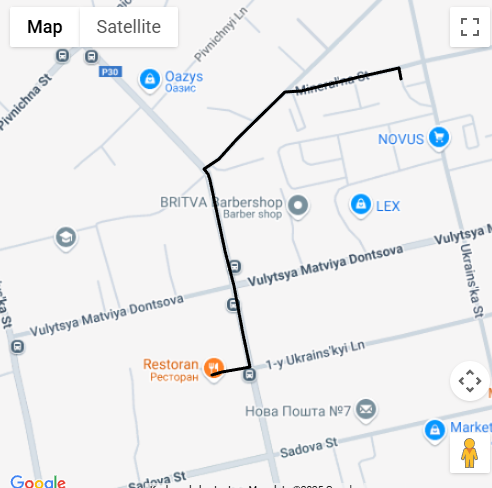 Map
Satellite
Pivnichnyi Ln
Pivnichna St
P30
Oazys
Оазис
Mineral'na St
NOVUS
BRITVA Barbershop
Barber shop
LEX
Vulytsya Matviya Dontsova
Vulytsya M
Vulytsya Matviya Dontsova
Ukrains'ka St
Restoran
Ресторан
1-y Ukrains'kyi Ln
Нова Пошта №7
Market
Sadova St
Sadova St
Google